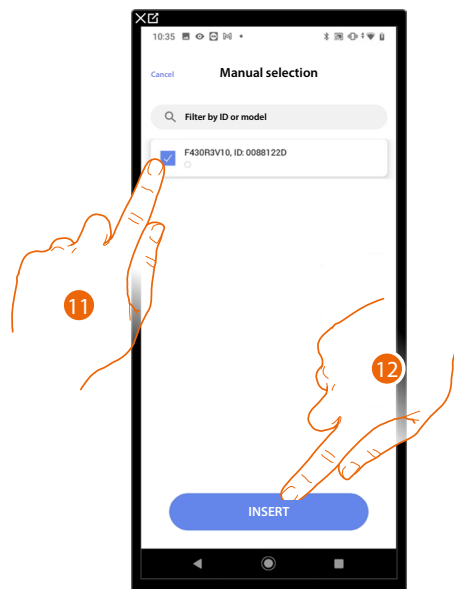 10:35
Cancel
Manual selection
Filter by ID or model
F430R3V10, ID: 0088122D
11
12
INSERT